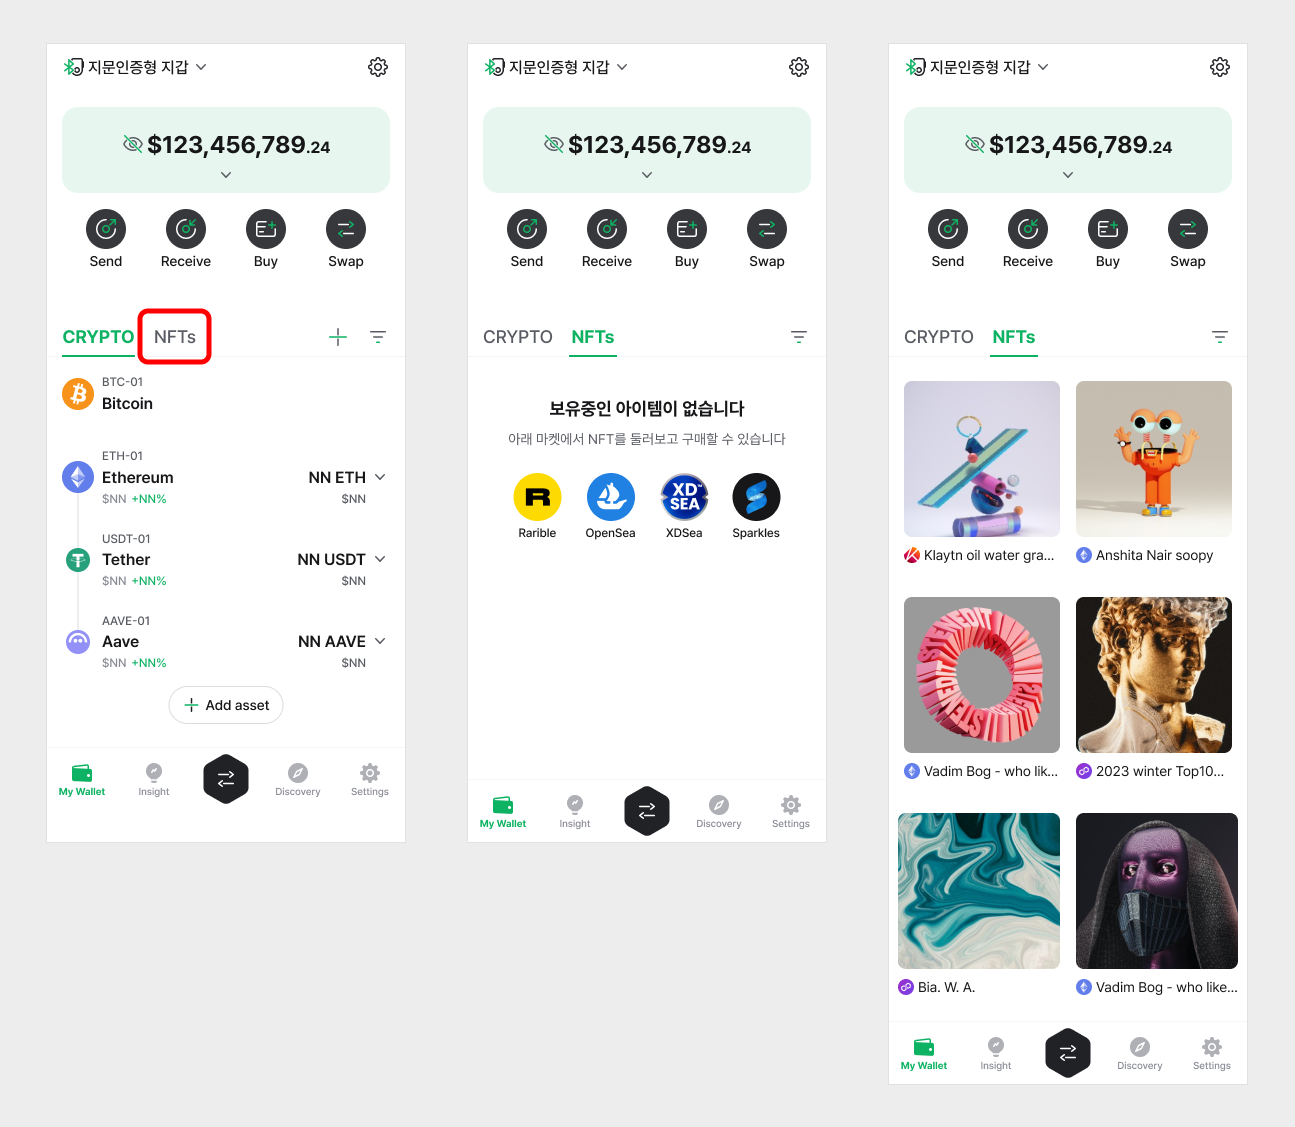 지문인증형 지갑
$123,456,789.24
Send Receive Buy Swap
CRYPTO NFTs
BTC-01
Bitcoin
ETH-01
Ethereum NN ETH
$NN +NN% $NN
USDT-01
Tether NN USDT
$NN +NN% $NN
AAVE-01
Aave NN AAVE
$NN +NN% $NN
Add asset
My Wallet Insight Discovery Settings
지문인증형 지갑
$123,456,789.24
Send Receive Buy Swap
CRYPTO NFTs
보유중인 아이템이 없습니다
아래 마켓에서 NFT를 둘러보고 구매할 수 있습니다
R
XD
SEA
Rarible OpenSea XDSea Sparkles
My Wallet Insight Discovery Settings
지문인증형 지갑
$123,456,789.24
Send Receive Buy Swap
CRYPTO NFTs
Klaytn oil water gra... Anshita Nair soopy
EDIT
Vadim Bog - who lik... 2023 winter Top10...
Bia. W. A. Vadim Bog - who like...
My Wallet Insight Discovery Settings